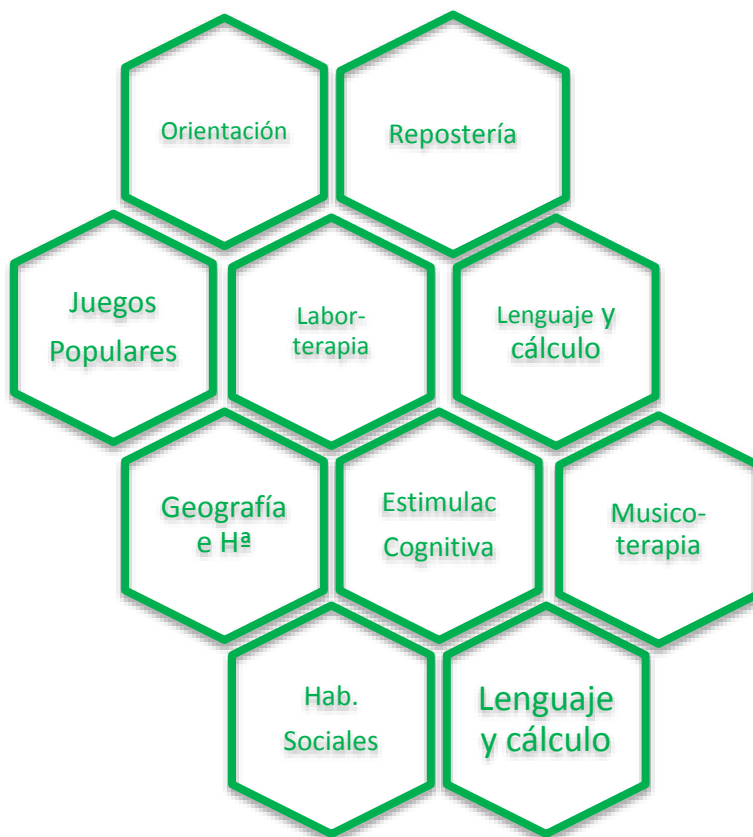 Orientación
Repostería
Juegos
Populares
Labor-
terapia
Lenguaje y
cálculo
Geografía
e Hª
Estimulac
Cognitiva
Musico-
terapia
Hab.
Sociales
Lenguaje
y cálculo